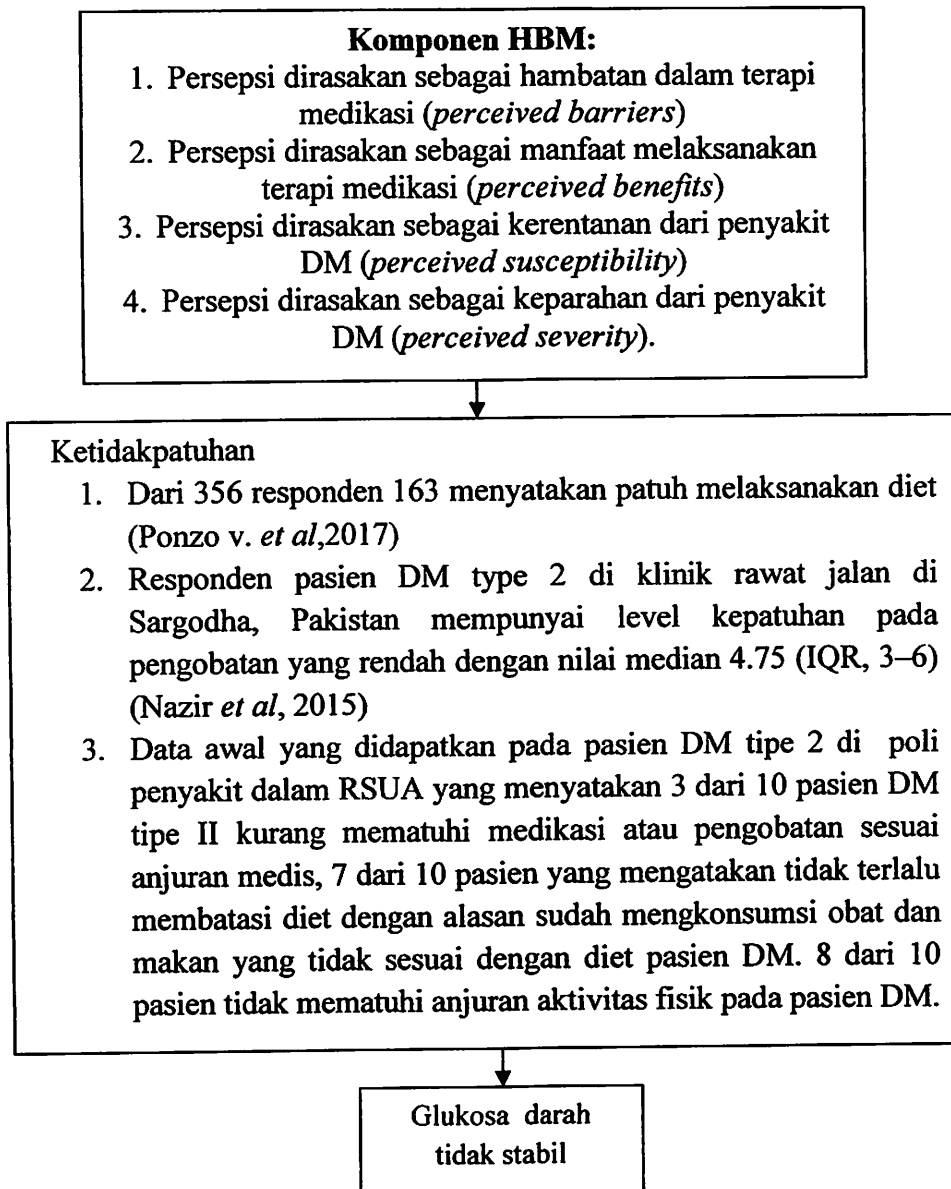 Komponen HBM:
1. Persepsi dirasakan sebagai hambatan dalam terapi
medikasi (perceived barriers)
2. Persepsi dirasakan sebagai manfaat melaksanakan
terapi medikasi (perceived benefits)
3. Persepsi dirasakan sebagai kerentanan dari penyakit
DM (perceived susceptibility)
4. Persepsi dirasakan sebagai keparahan dari penyakit
DM (perceived severity).
Ketidakpatuhan
1. Dari 356 responden 163 menyatakan patuh melaksanakan diet
(Ponzo v. et al,2017)
2. Responden pasien DM type 2 di klinik rawat jalan di
Sargodha, Pakistan mempunyai level kepatuhan pada
pengobatan yang rendah dengan nilai median 4.75 (IQR, 3–6)
(Nazir et al, 2015)
3. Data awal yang didapatkan pada pasien DM tipe 2 di poli
penyakit dalam RSUA yang menyatakan 3 dari 10 pasien DM
tipe II kurang mematuhi medikasi atau pengobatan sesuai
anjuran medis, 7 dari 10 pasien yang mengatakan tidak terlalu
membatasi diet dengan alasan sudah mengkonsumsi obat dan
makan yang tidak sesuai dengan diet pasien DM. 8 dari 10
pasien tidak mematuhi anjuran aktivitas fisik pada pasien DM.
Glukosa darah
tidak stabil